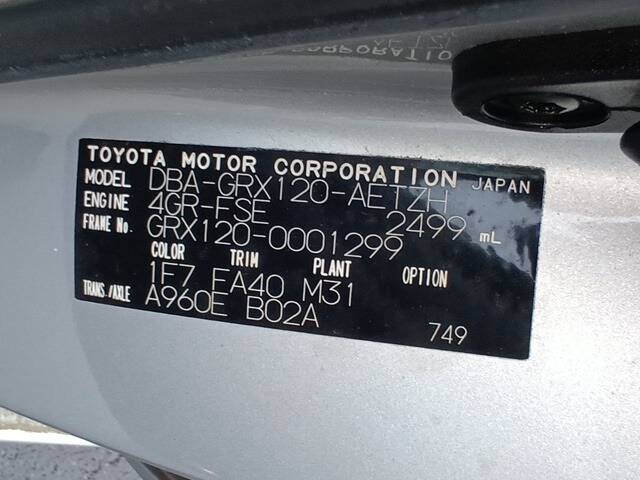 TOYOTA MOTOR CORPORATION JAPAN
MODEL DBA-GRX120-AETZH
ENGINE 4GR-FSE 2499 mL
FRAME No. GRX120-0001299
COLOR TRIM PLANT OPTION
1F7 FA40 M31
TRANS./AXLE A960E B02A
749